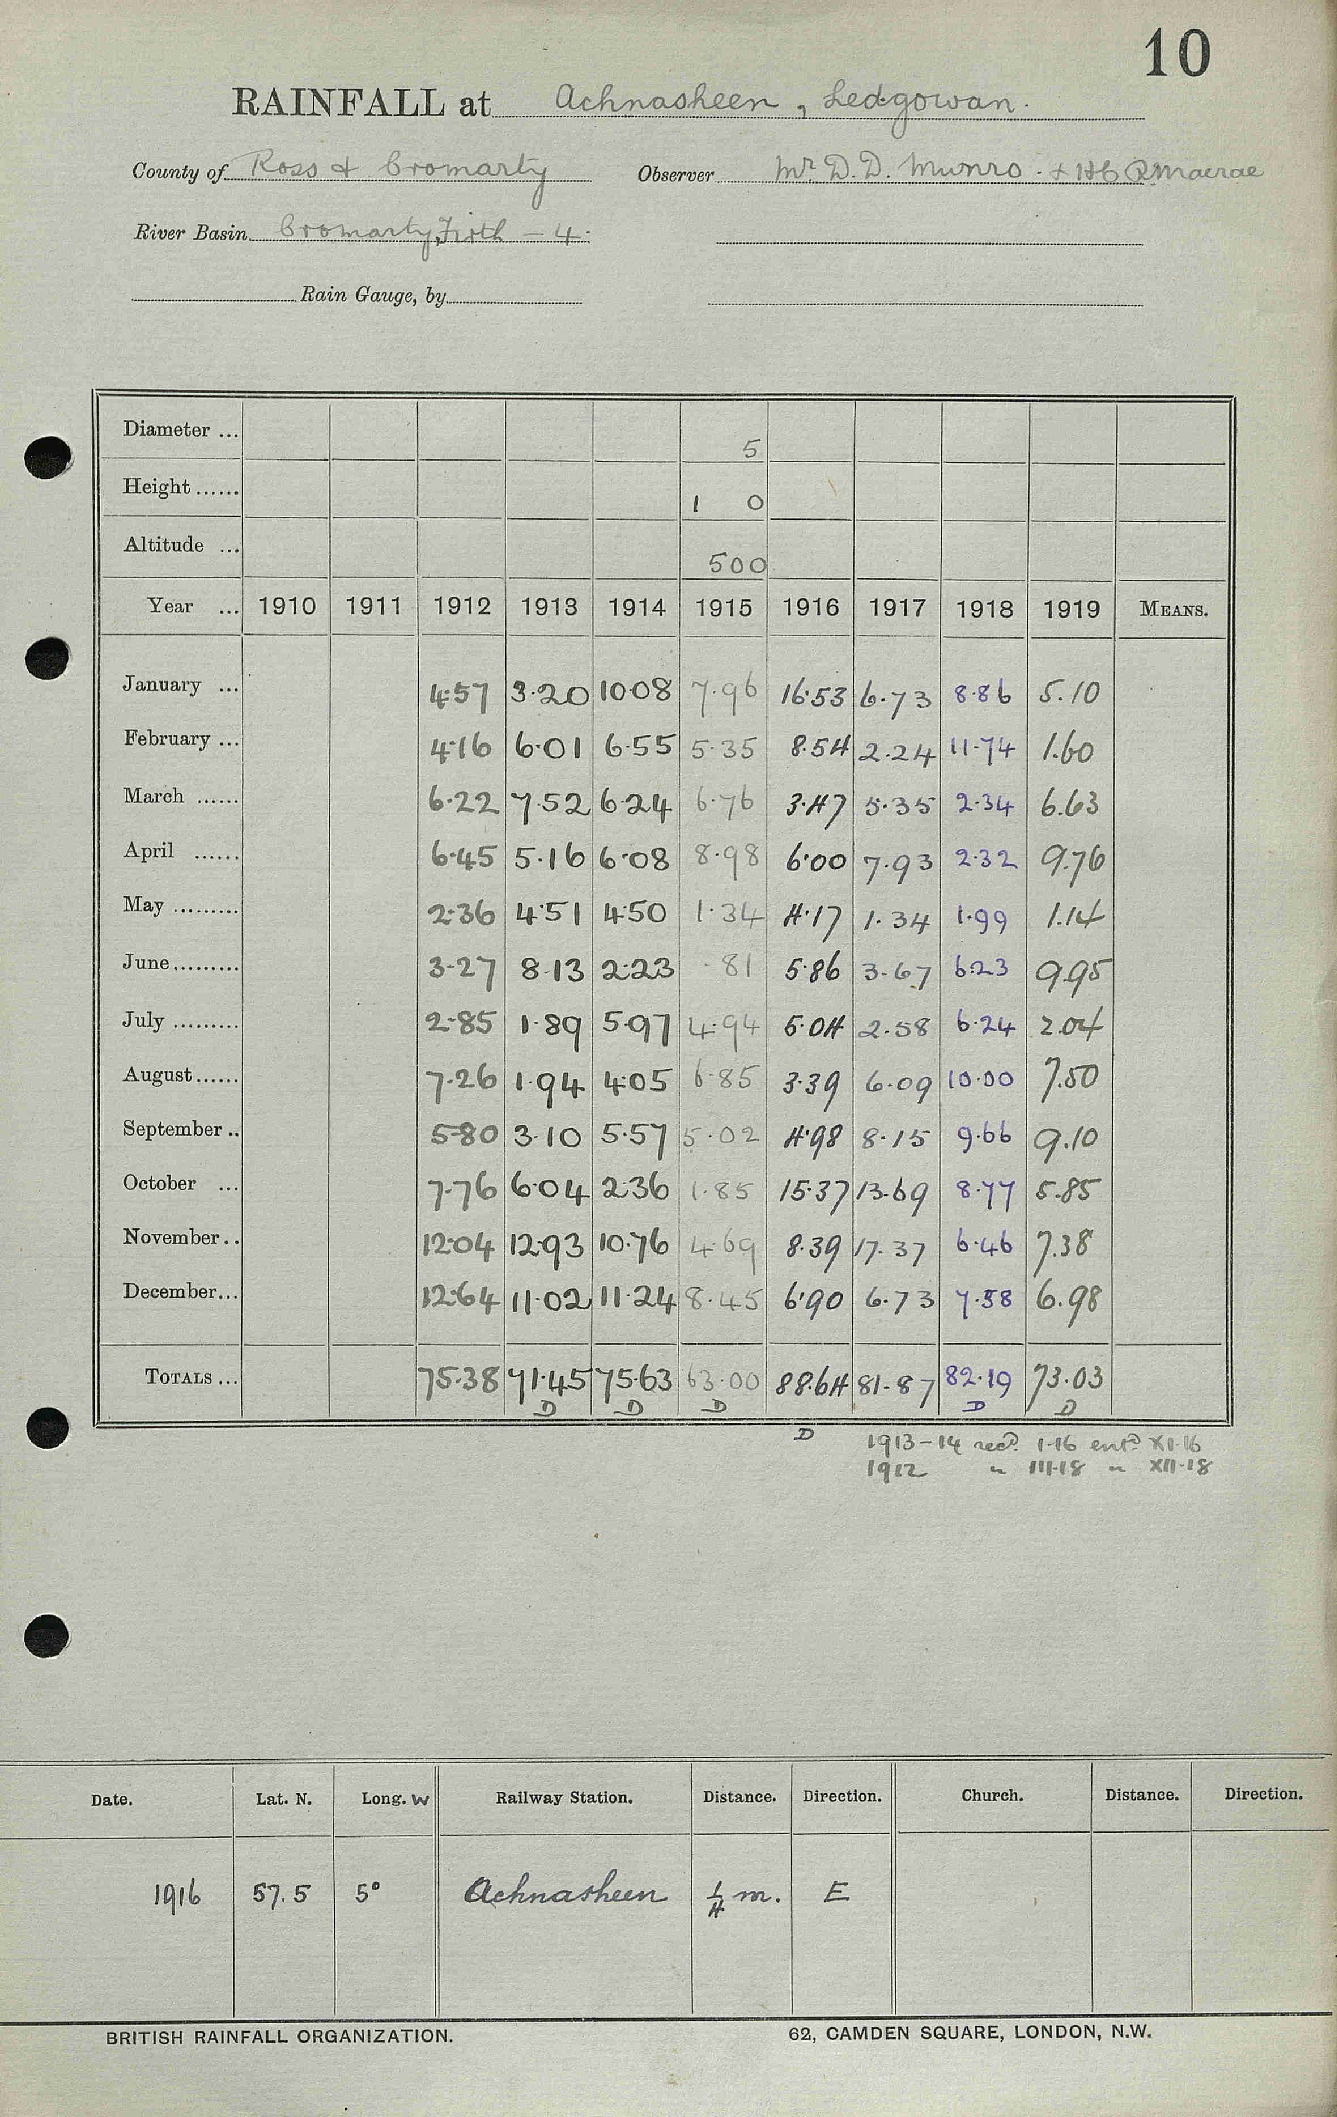 10
RAINFALL at Achnasheen, Ledgowan.
County of Ross & Cromarty Observer Mr D.D. Munro. +
River Basin Cromarty Firth - 4.
Rain Gauge, by
Diameter ... 5
Height ...... 1 0
Altitude ... 500
Year ... 1910 1911 1912 1913 1914 1915 1916 1917 1918 1919 MEANS.
January ... 4.57 3.20 10.08 7.96 16.53 6.73 8.86 5.10
February ... 4.16 6.01 6.55 5.35 8.54 2.24 11.74 1.60
March ...... 6.22 7.52 6.24 6.76 3.47 5.35 2.34 6.63
April ...... 6.45 5.16 6.08 8.98 6.00 7.93 2.32 9.76
May ......... 2.36 4.51 4.50 1.34 4.17 1.34 1.99 1.14
June ......... 3.27 8.13 2.23 .81 5.86 3.67 6.23 9.95
July ......... 2.85 1.89 5.97 4.94 5.04 2.58 6.24 2.04
August ...... 7.26 1.94 4.05 6.85 3.39 6.09 10.00 7.50
September .. 5.80 3.10 5.57 5.02 4.98 8.15 9.66 9.10
October ... 7.76 6.04 2.36 1.85 15.37 13.69 8.77 5.85
November .. 12.04 12.93 10.76 4.69 8.39 17.37 6.46 7.38
December ... 12.64 11.02 11.24 8.45 6.90 6.73 7.58 6.98
TOTALS ... 75.38 71.45 75.63 63.00 88.64 81.87 82.19 73.03
D D D D D
D 1913-14 recd. 1.16 entd XI.16
1912 " III.18 " XII.18
Date. Lat. N. Long. W Railway Station. Distance. Direction. Church. Distance. Direction.
1916 57.5 5° Achnasheen 1/4 m. E
BRITISH RAINFALL ORGANIZATION. 62, CAMDEN SQUARE, LONDON, N.W.